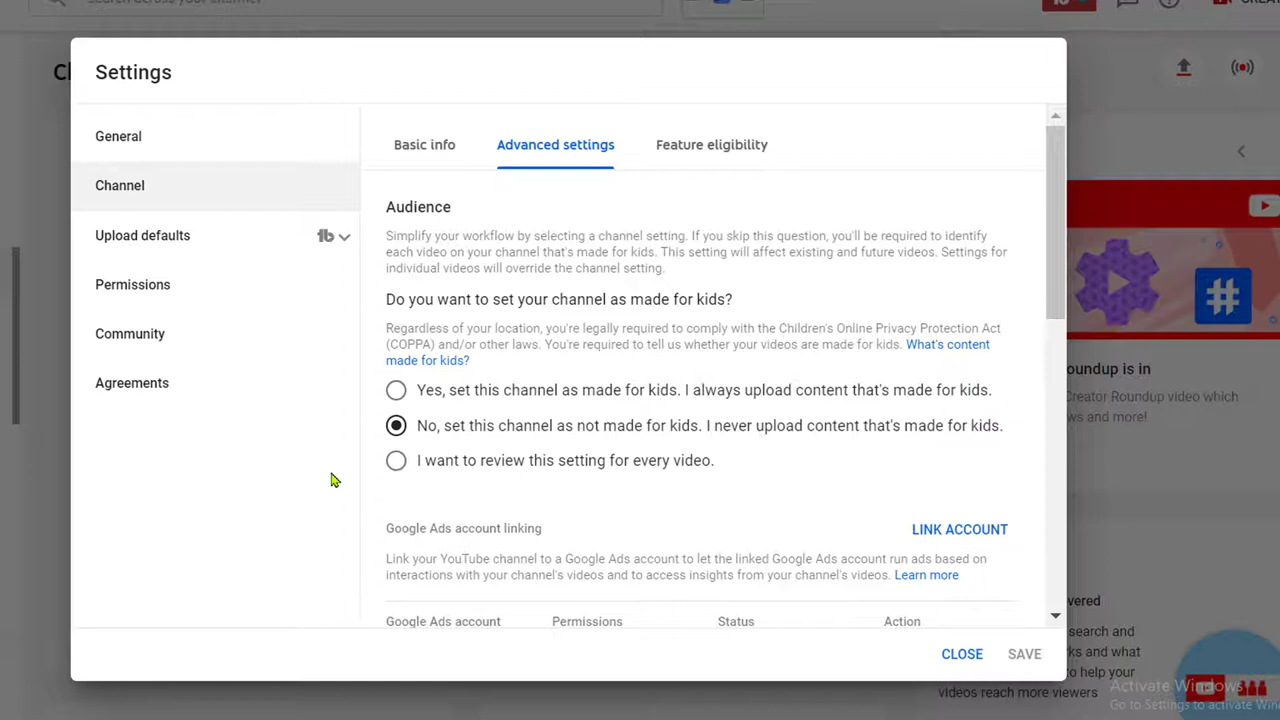 Settings
General
Channel
Upload defaults
Permissions
Community
Agreements
Basic info
Advanced settings
Feature eligibility
Audience
Simplify your workflow by selecting a channel setting. If you skip this question, you'll be required to identify
each video on your channel that's made for kids. This setting will affect existing and future videos. Settings for
individual videos will override the channel setting.
Do you want to set your channel as made for kids?
Regardless of your location, you're legally required to comply with the Children's Online Privacy Protection Act
(COPPA) and/or other laws. You're required to tell us whether your videos are made for kids. What's content
made for kids?
Yes, set this channel as made for kids. I always upload content that's made for kids.
No, set this channel as not made for kids. I never upload content that's made for kids.
I want to review this setting for every video.
Google Ads account linking
LINK ACCOUNT
Link your YouTube channel to a Google Ads account to let the linked Google Ads account run ads based on
interactions with your channel's videos and to access insights from your channel's videos. Learn more
Google Ads account
Permissions
Status
Action
CLOSE
SAVE
oundup is in
Creator Roundup video which
ws and more!
vered
search and
ks and what
to help your
videos reach more viewers
Activate Windows
Go to Settings to activate Win